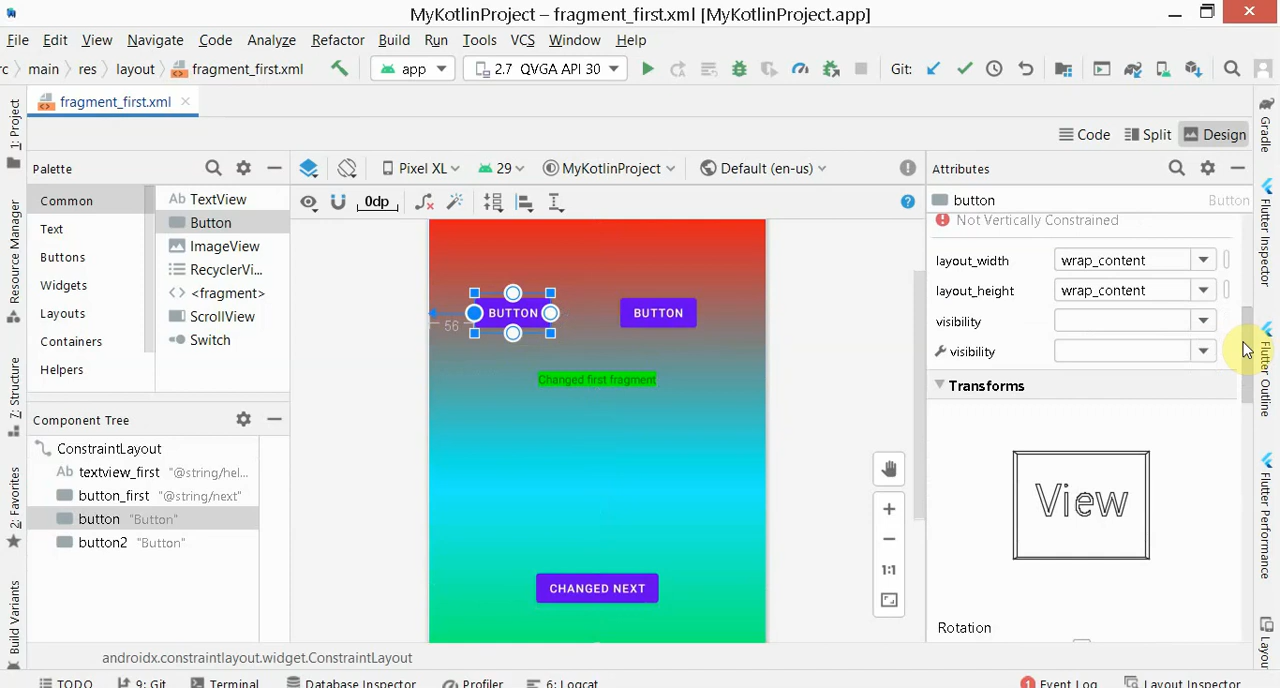 MyKotlinProject – fragment_first.xml [MyKotlinProject.app]
File Edit View Navigate Code Analyze Refactor Build Run Tools VCS Window Help
main res layout fragment_first.xml app 2.7 QVGA API 30 Git:
fragment_first.xml
Code Split Design
Palette
Pixel XL 29 MyKotlinProject Default (en-us)
Attributes
Common
Text
Buttons
Widgets
Layouts
Containers
Helpers
Ab TextView
Button
ImageView
RecyclerVi...
<fragment>
ScrollView
Switch
0dp
button Button
Not Vertically Constrained
layout_width wrap_content
layout_height wrap_content
visibility
visibility
Transforms
View
Rotation
BUTTON
BUTTON
56
Changed first fragment
CHANGED NEXT
1:1
Component Tree
ConstraintLayout
Ab textview_first "@string/hel...
button_first "@string/next"
button "Button"
button2 "Button"
androidx.constraintlayout.widget.ConstraintLayout
1: Project
Resource Manager
7: Structure
2: Favorites
Build Variants
Gradle
Flutter Inspector
Flutter Outline
Flutter Performance
TODO 9: Git Terminal Database Inspector Profiler 6: Logcat 1 Event Log Layout Inspector